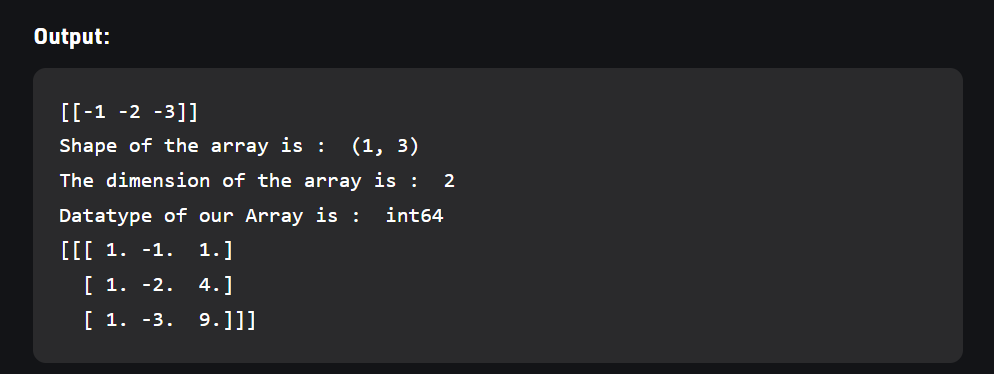 Output:
[[-1 -2 -3]]
Shape of the array is :  (1, 3)
The dimension of the array is :  2
Datatype of our Array is :  int64
[[[ 1. -1.  1.]
  [ 1. -2.  4.]
  [ 1. -3.  9.]]]